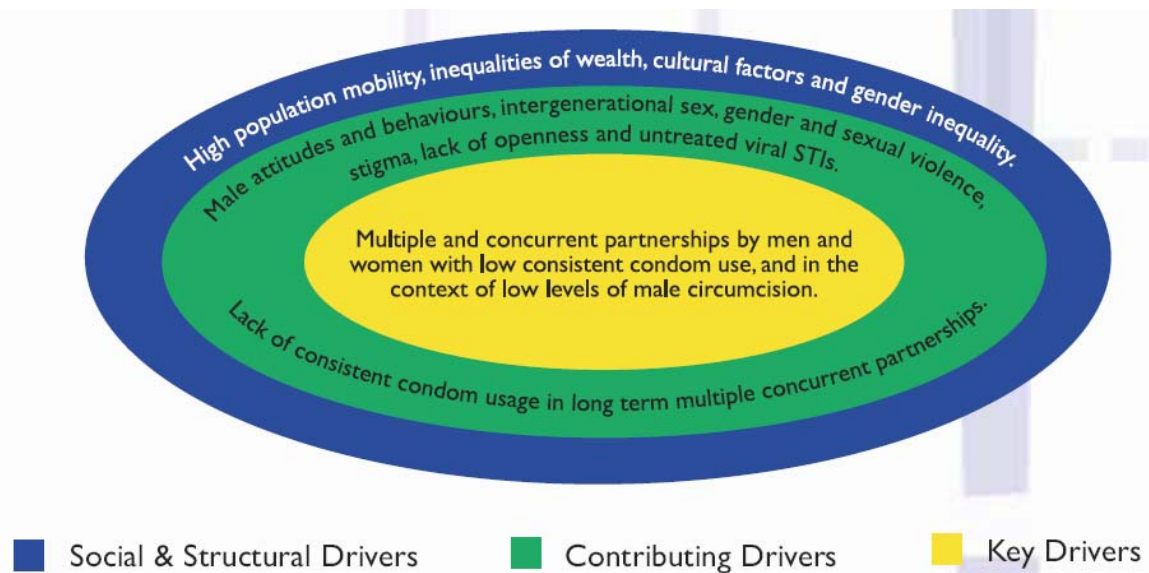 High population mobility, inequalities of wealth, cultural factors and gender inequality.
Male attitudes and behaviours, intergenerational sex, gender and sexual violence,
stigma, lack of openness and untreated viral STIs.
Multiple and concurrent partnerships by men and
women with low consistent condom use, and in the
context of low levels of male circumcision.
Lack of consistent condom usage in long term multiple concurrent partnerships.
Social & Structural Drivers
Contributing Drivers
Key Drivers